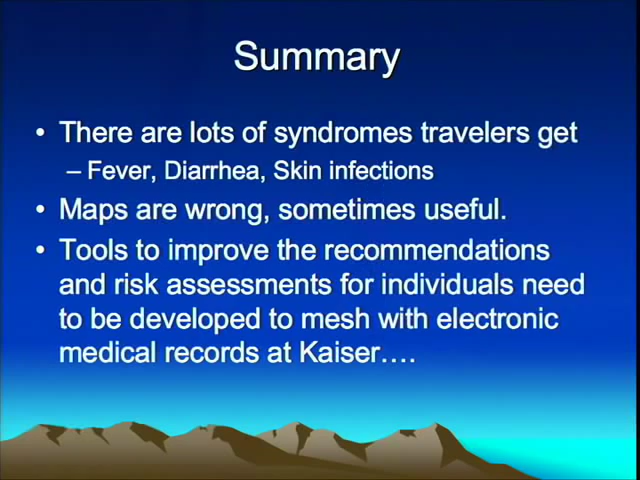 Summary
• There are lots of syndromes travelers get
– Fever, Diarrhea, Skin infections
• Maps are wrong, sometimes useful.
• Tools to improve the recommendations
and risk assessments for individuals need
to be developed to mesh with electronic
medical records at Kaiser….